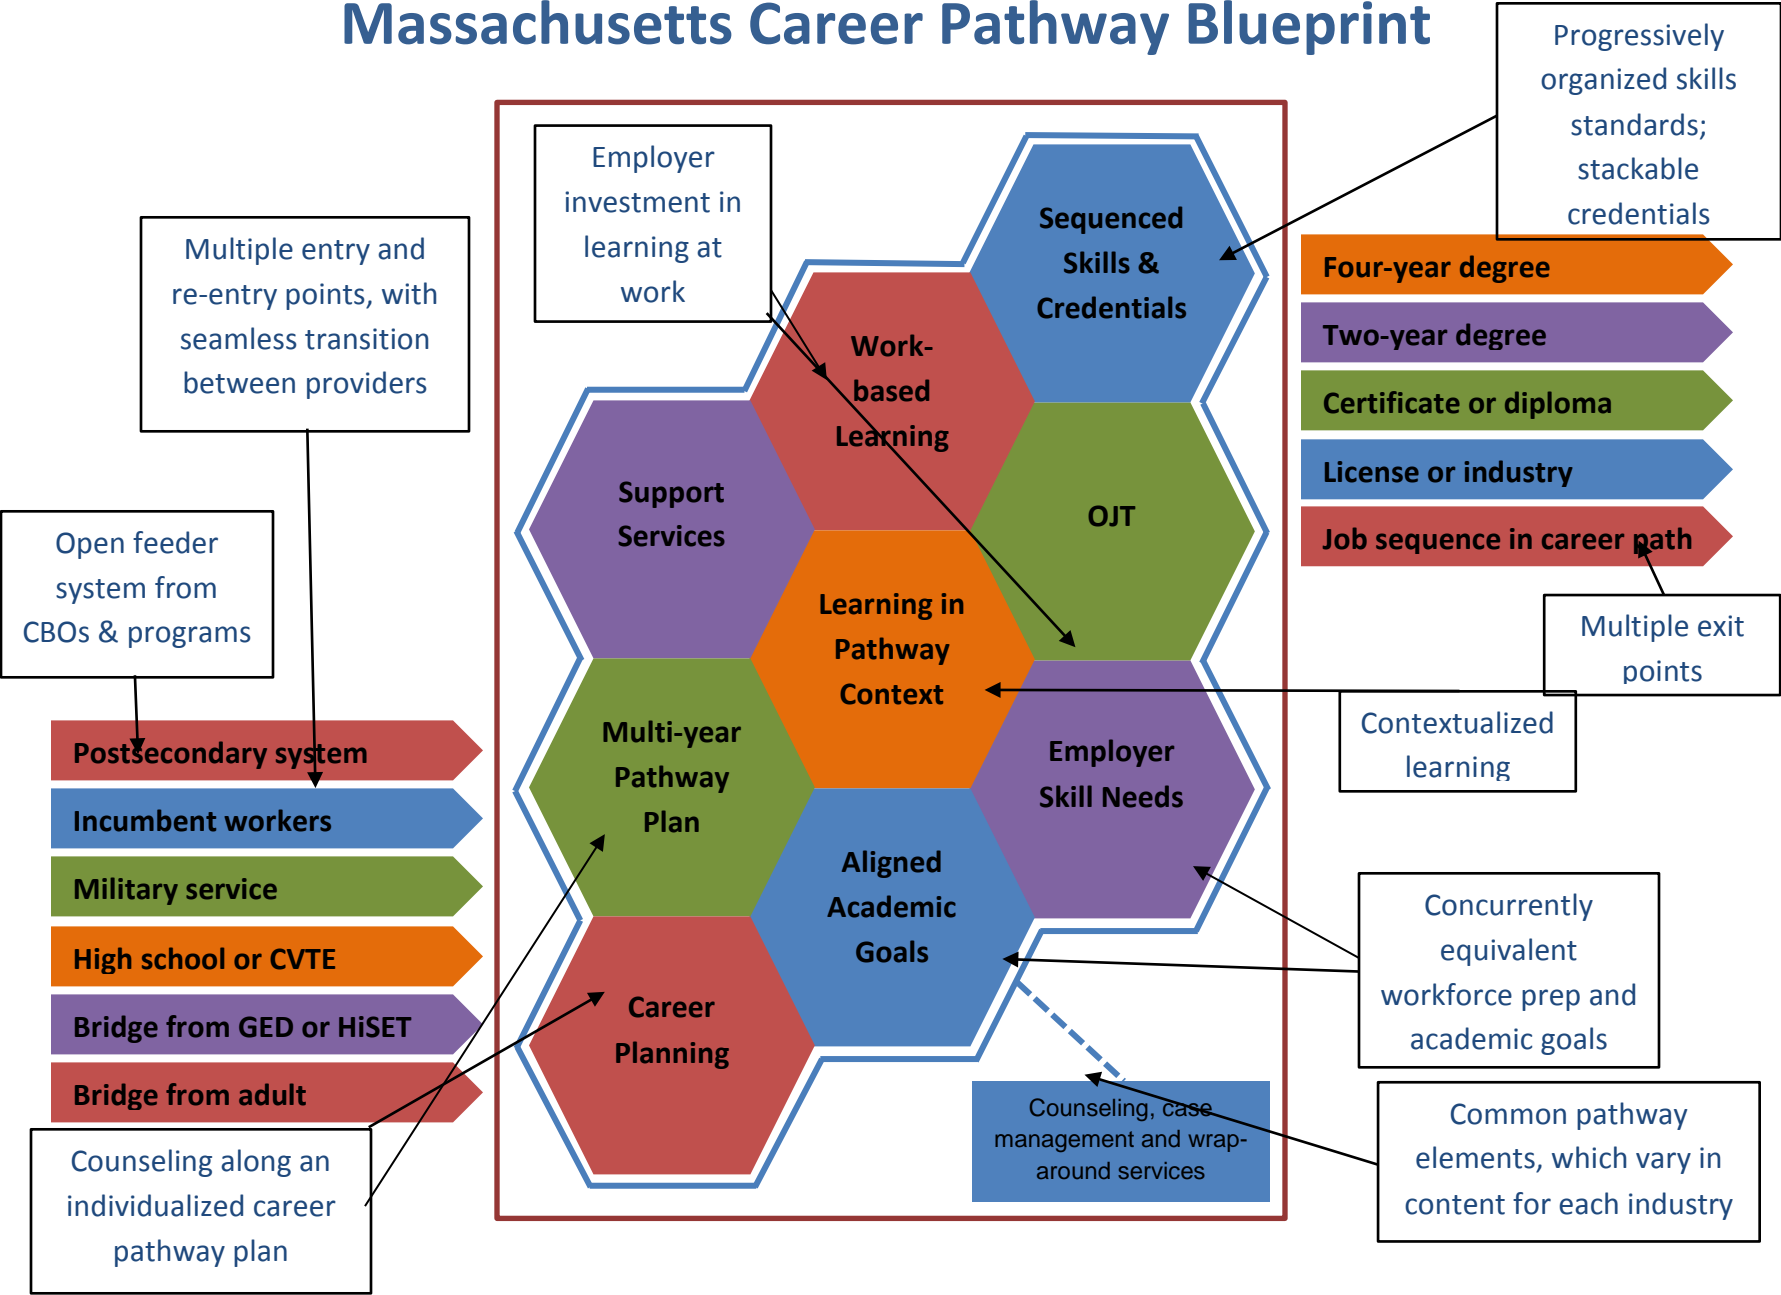 Massachusetts Career Pathway Blueprint
Progressively
organized skills
standards;
stackable
credentials
Employer
investment in
learning at
work
Multiple entry and
re-entry points, with
seamless transition
between providers
Open feeder
system from
CBOs & programs
Sequenced
Skills &
Credentials
Work-
based
Learning
Support
Services
OJT
Learning in
Pathway
Context
Multi-year
Pathway
Plan
Employer
Skill Needs
Aligned
Academic
Goals
Career
Planning
Four-year degree
Two-year degree
Certificate or diploma
License or industry
Job sequence in career path
Multiple exit
points
Contextualized
learning
Postsecondary system
Incumbent workers
Military service
High school or CVTE
Bridge from GED or HiSET
Bridge from adult
Concurrently
equivalent
workforce prep and
academic goals
Counseling along an
individualized career
pathway plan
Counseling, case
management and wrap-
around services
Common pathway
elements, which vary in
content for each industry